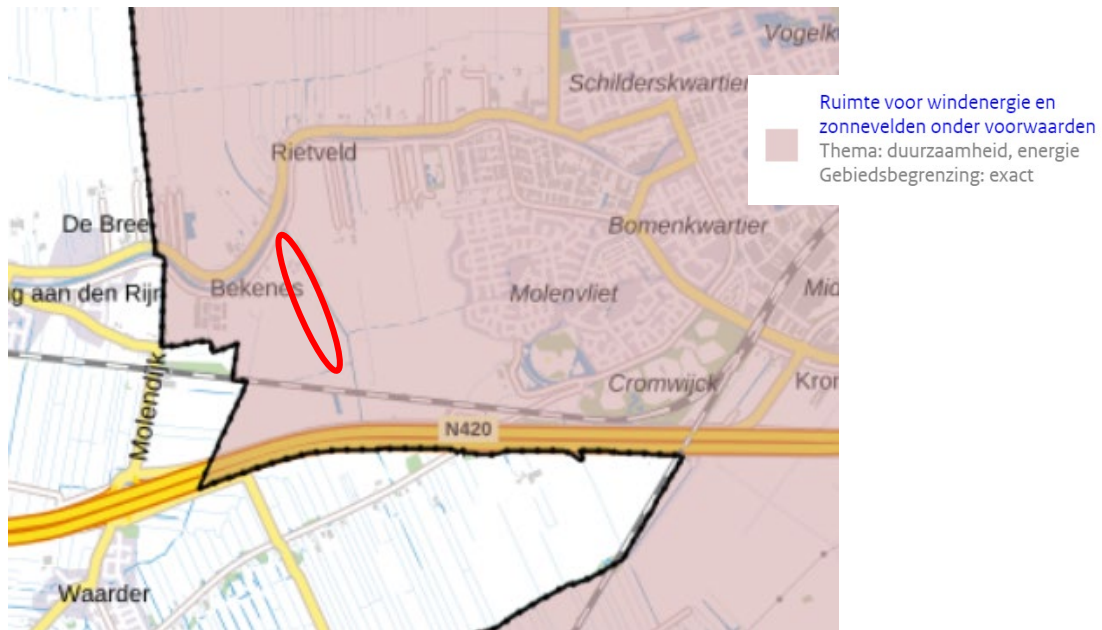 Vogelk
Schilderskwartier
Ruimte voor windenergie en
zonnevelden onder voorwaarden
Thema: duurzaamheid, energie
Gebiedsbegrenzing: exact
Rietveld
De Bree
Bomenkwartier
g aan den Rijn
Bekenes
Molenvliet
Mid
Molendijk
Cromwijck
Kror
N420
Waarder